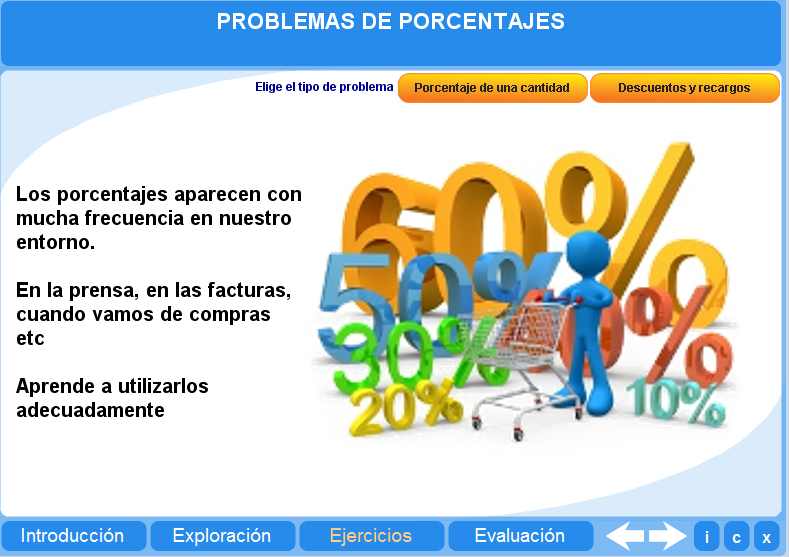 PROBLEMAS DE PORCENTAJES
Elige el tipo de problema
Porcentaje de una cantidad
Descuentos y recargos
Los porcentajes aparecen con
mucha frecuencia en nuestro
entorno.
En la prensa, en las facturas,
cuando vamos de compras
etc
Aprende a utilizarlos
adecuadamente
60%
50%
30%
20%
10%
Introducción
Exploración
Ejercicios
Evaluación
i
c
x